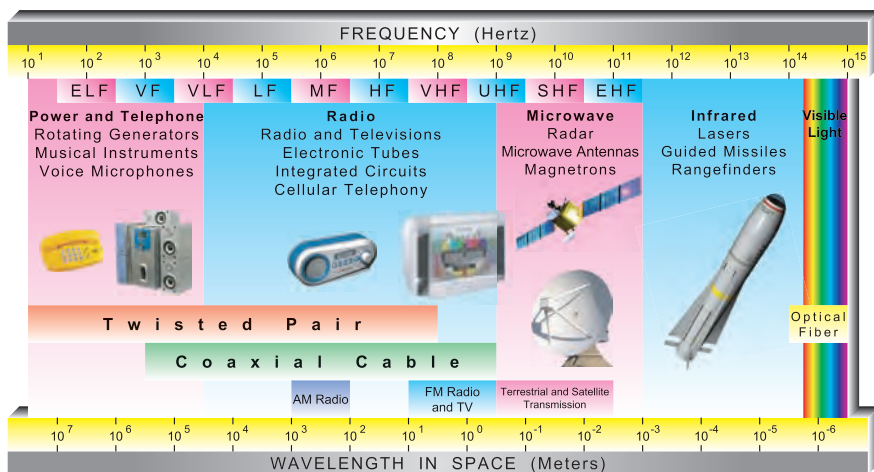 FREQUENCY (Hertz)
10^1 10^2 10^3 10^4 10^5 10^6 10^7 10^8 10^9 10^10 10^11 10^12 10^13 10^14 10^15
ELF VF VLF LF MF HF VHF UHF SHF EHF
Power and Telephone
Rotating Generators
Musical Instruments
Voice Microphones
Radio
Radio and Televisions
Electronic Tubes
Integrated Circuits
Cellular Telephony
Microwave
Radar
Microwave Antennas
Magnetrons
Infrared
Lasers
Guided Missiles
Rangefinders
Visible
Light
Twisted Pair
Optical
Fiber
Coaxial Cable
AM Radio
FM Radio
and TV
Terrestrial and Satellite
Transmission
10^7 10^6 10^5 10^4 10^3 10^2 10^1 10^0 10^-1 10^-2 10^-3 10^-4 10^-5 10^-6
WAVELENGTH IN SPACE (Meters)